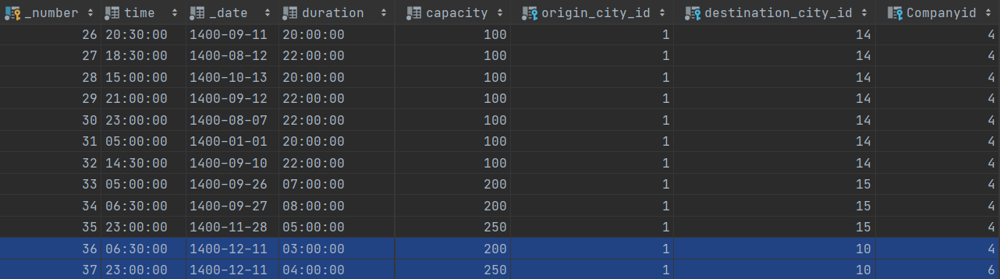 _number time _date duration capacity origin_city_id destination_city_id Companyid
26 20:30:00 1400-09-11 20:00:00 100 1 14 4
27 18:30:00 1400-08-12 22:00:00 100 1 14 4
28 15:00:00 1400-10-13 20:00:00 100 1 14 4
29 21:00:00 1400-09-12 22:00:00 100 1 14 4
30 23:00:00 1400-08-07 22:00:00 100 1 14 4
31 05:00:00 1400-01-01 20:00:00 100 1 14 4
32 14:30:00 1400-09-10 22:00:00 100 1 14 4
33 05:00:00 1400-09-26 07:00:00 200 1 15 4
34 06:30:00 1400-09-27 08:00:00 200 1 15 4
35 23:00:00 1400-11-28 05:00:00 250 1 15 4
36 06:30:00 1400-12-11 03:00:00 200 1 10 4
37 23:00:00 1400-12-11 04:00:00 250 1 10 6